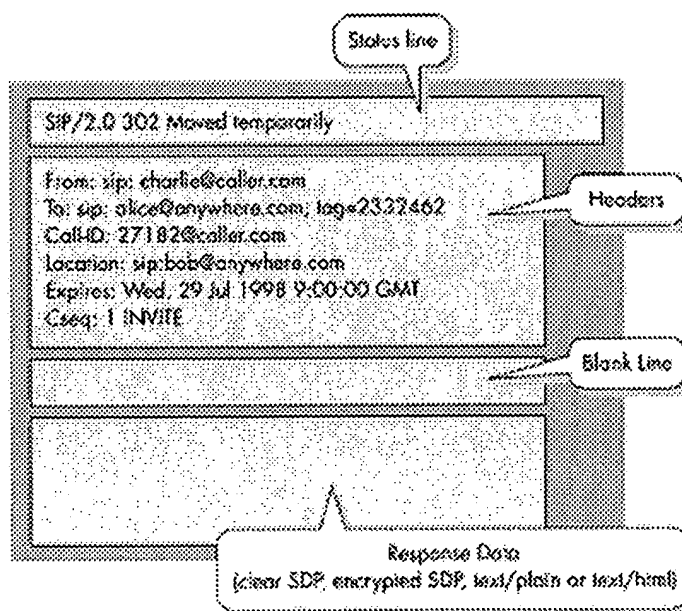 Status line
SIP/2.0 302 Moved temporarily
From: sip: charlie@caller.com
To: sip: alice@anywhere.com; tag=2332462
Call-ID: 27182@caller.com
Location: sip:bob@anywhere.com
Expires: Wed, 29 Jul 1998 9:00:00 GMT
Cseq: 1 INVITE
Headers
Blank Line
Response Data
(clear SDP, encrypted SDP, text/plain or text/html)